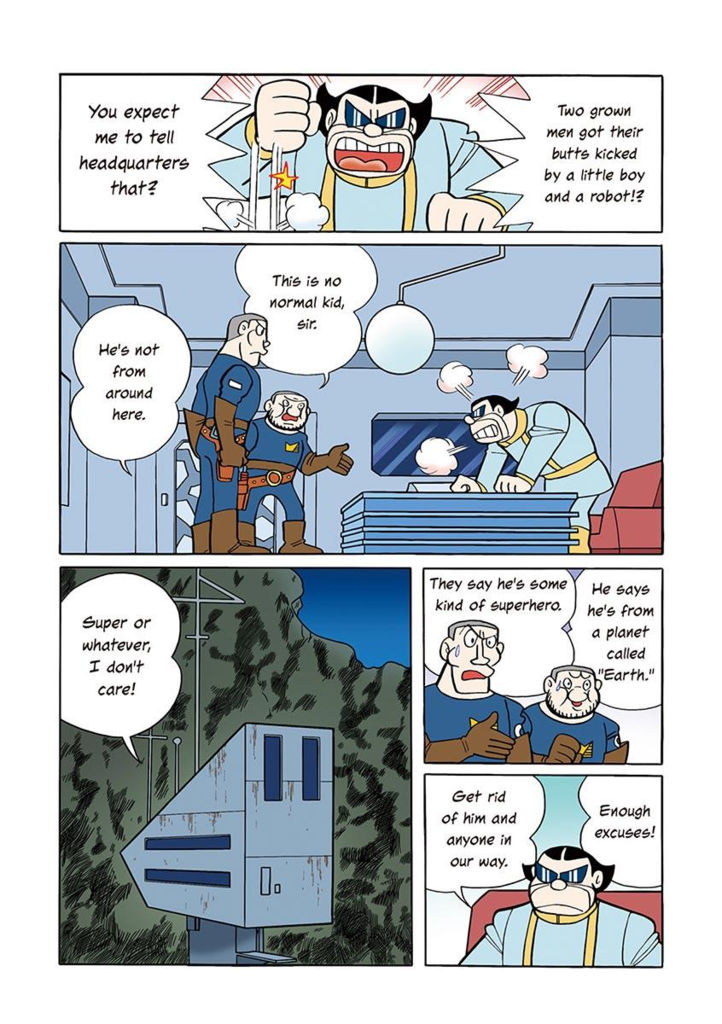 Two grown
men got their
butts kicked
by a little boy
and a robot!?
You expect
me to tell
headquarters
that?
This is no
normal kid,
sir.
He's not
from
around
here.
He says
he's from
a planet
called
"Earth."
They say he's some
kind of superhero.
Enough
excuses!
Get rid
of him and
anyone in
our way.
Super or
whatever,
I don't
care!